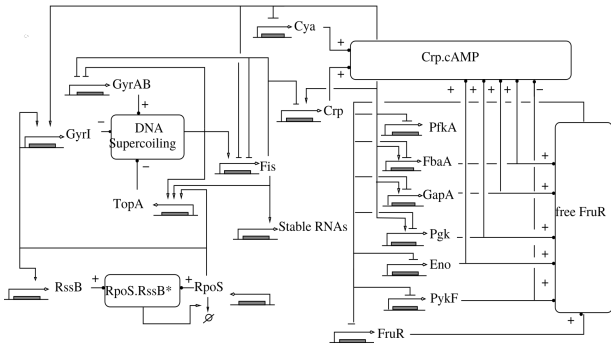 Cya
+
+
Crp.cAMP
GyrAB
+
Crp
+ + + + −
PfkA
GyrI
−
DNA
Supercoiling
FbaA
+
Fis
−
GapA
+
free FruR
TopA
Stable RNAs
Pgk
+
Eno
+
RssB
+
RpoS.RssB*
+
RpoS
PykF
+
FruR
+